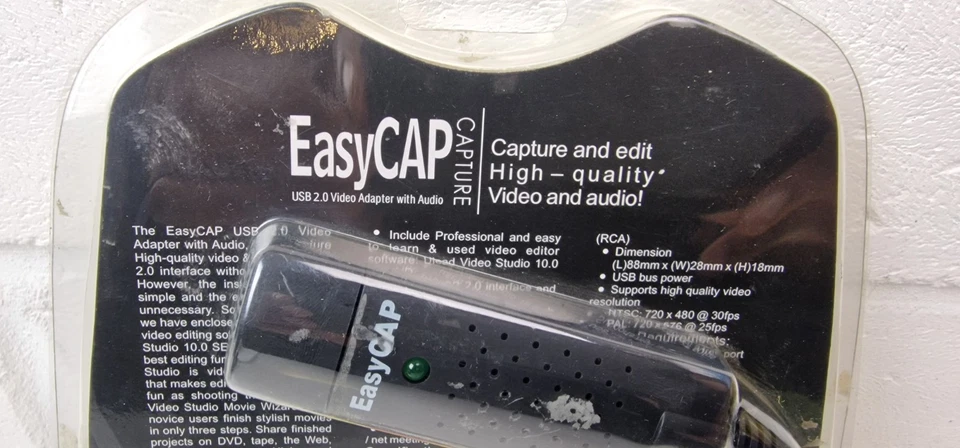 EasyCAP
CAPTURE
USB 2.0 Video Adapter with Audio
Capture and edit
High – quality*
Video and audio!
The EasyCAP USB 2.0 Video
Adapter with Audio,
High-quality video &
2.0 interface
However, the
simple and the
unnecessary.
we have enclose
video editing
Studio 10.0 SE
best editing
Studio is
that makes
fun as shooting
Video Studio Movie
novice users finish stylish movies
in only three steps. Share finished
projects on DVD, tape, the Web,
● Include Professional and easy
to learn & used video editor
software: Ulead Video Studio 10.0
2.0 interface and
/ net meeting
(RCA)
● Dimension
(L)88mm x (W)28mm x (H)18mm
● USB bus power
● Supports high quality video
resolution
NTSC: 720 x 480 @ 30fps
PAL: 720 x 576 @ 25fps
Requirements:
port
EasyCAP